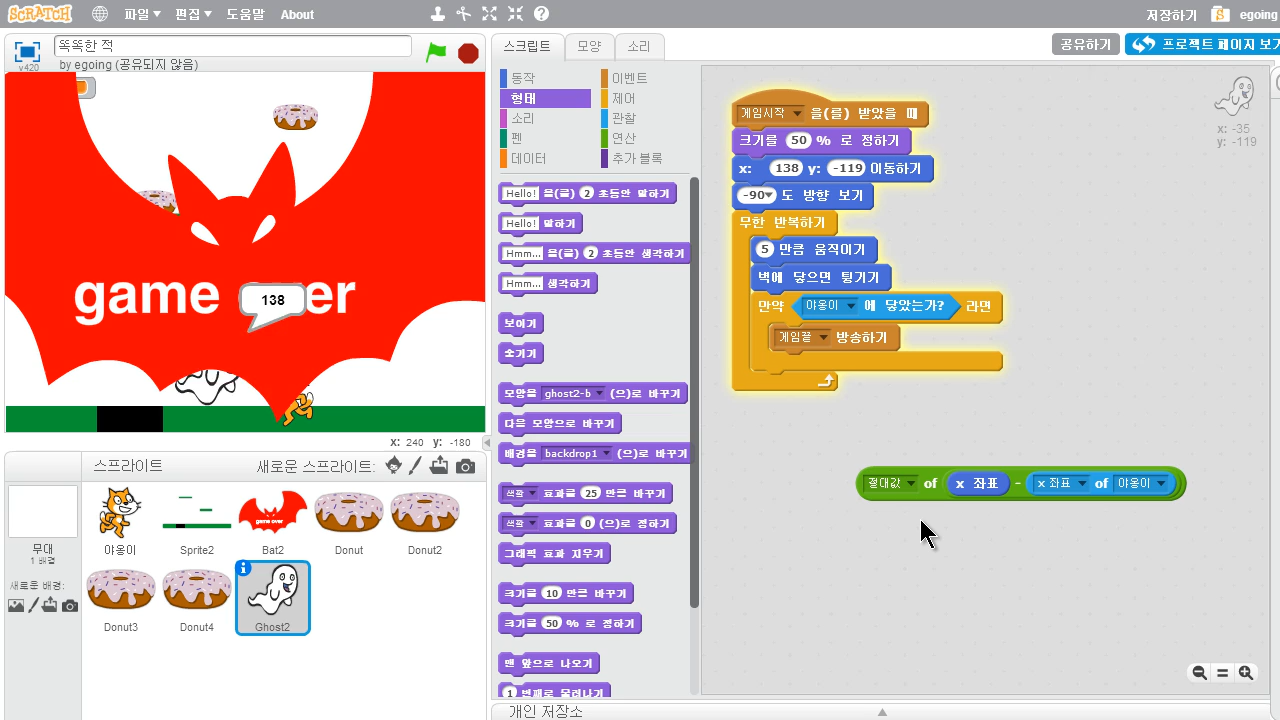 SCRATCH 파일 편집 도움말 About 저장하기 egoing
v420 똑똑한 적
by egoing (공유되지 않음)
스크립트 모양 소리 공유하기 프로젝트 페이지 보기
game over
138
x: 240 y: -180
동작 이벤트
형태 제어
소리 관찰
펜 연산
데이터 추가 블록
Hello! 을(를) 2 초동안 말하기
Hello! 말하기
Hmm... 을(를) 2 초동안 생각하기
Hmm... 생각하기
보이기
숨기기
모양을 ghost2-b (으)로 바꾸기
다음 모양으로 바꾸기
배경을 backdrop1 (으)로 바꾸기
색깔 효과를 25 만큼 바꾸기
색깔 효과를 0 (으)로 정하기
그래픽 효과 지우기
크기를 10 만큼 바꾸기
크기를 50 % 로 정하기
맨 앞으로 나오기
1 번째로 물러나기
게임시작 을(를) 받았을 때
크기를 50 % 로 정하기
x: 138 y: -119 이동하기
-90 도 방향 보기
무한 반복하기
5 만큼 움직이기
벽에 닿으면 튕기기
만약 야옹이 에 닿았는가? 라면
게임끝 방송하기
절대값 of x 좌표 - x 좌표 of 야옹이
x: -35
y: -119
스프라이트 새로운 스프라이트:
무대
1 배경
새로운 배경:
야옹이 Sprite2 Bat2 Donut Donut2
Donut3 Donut4 Ghost2
game over
개인 저장소